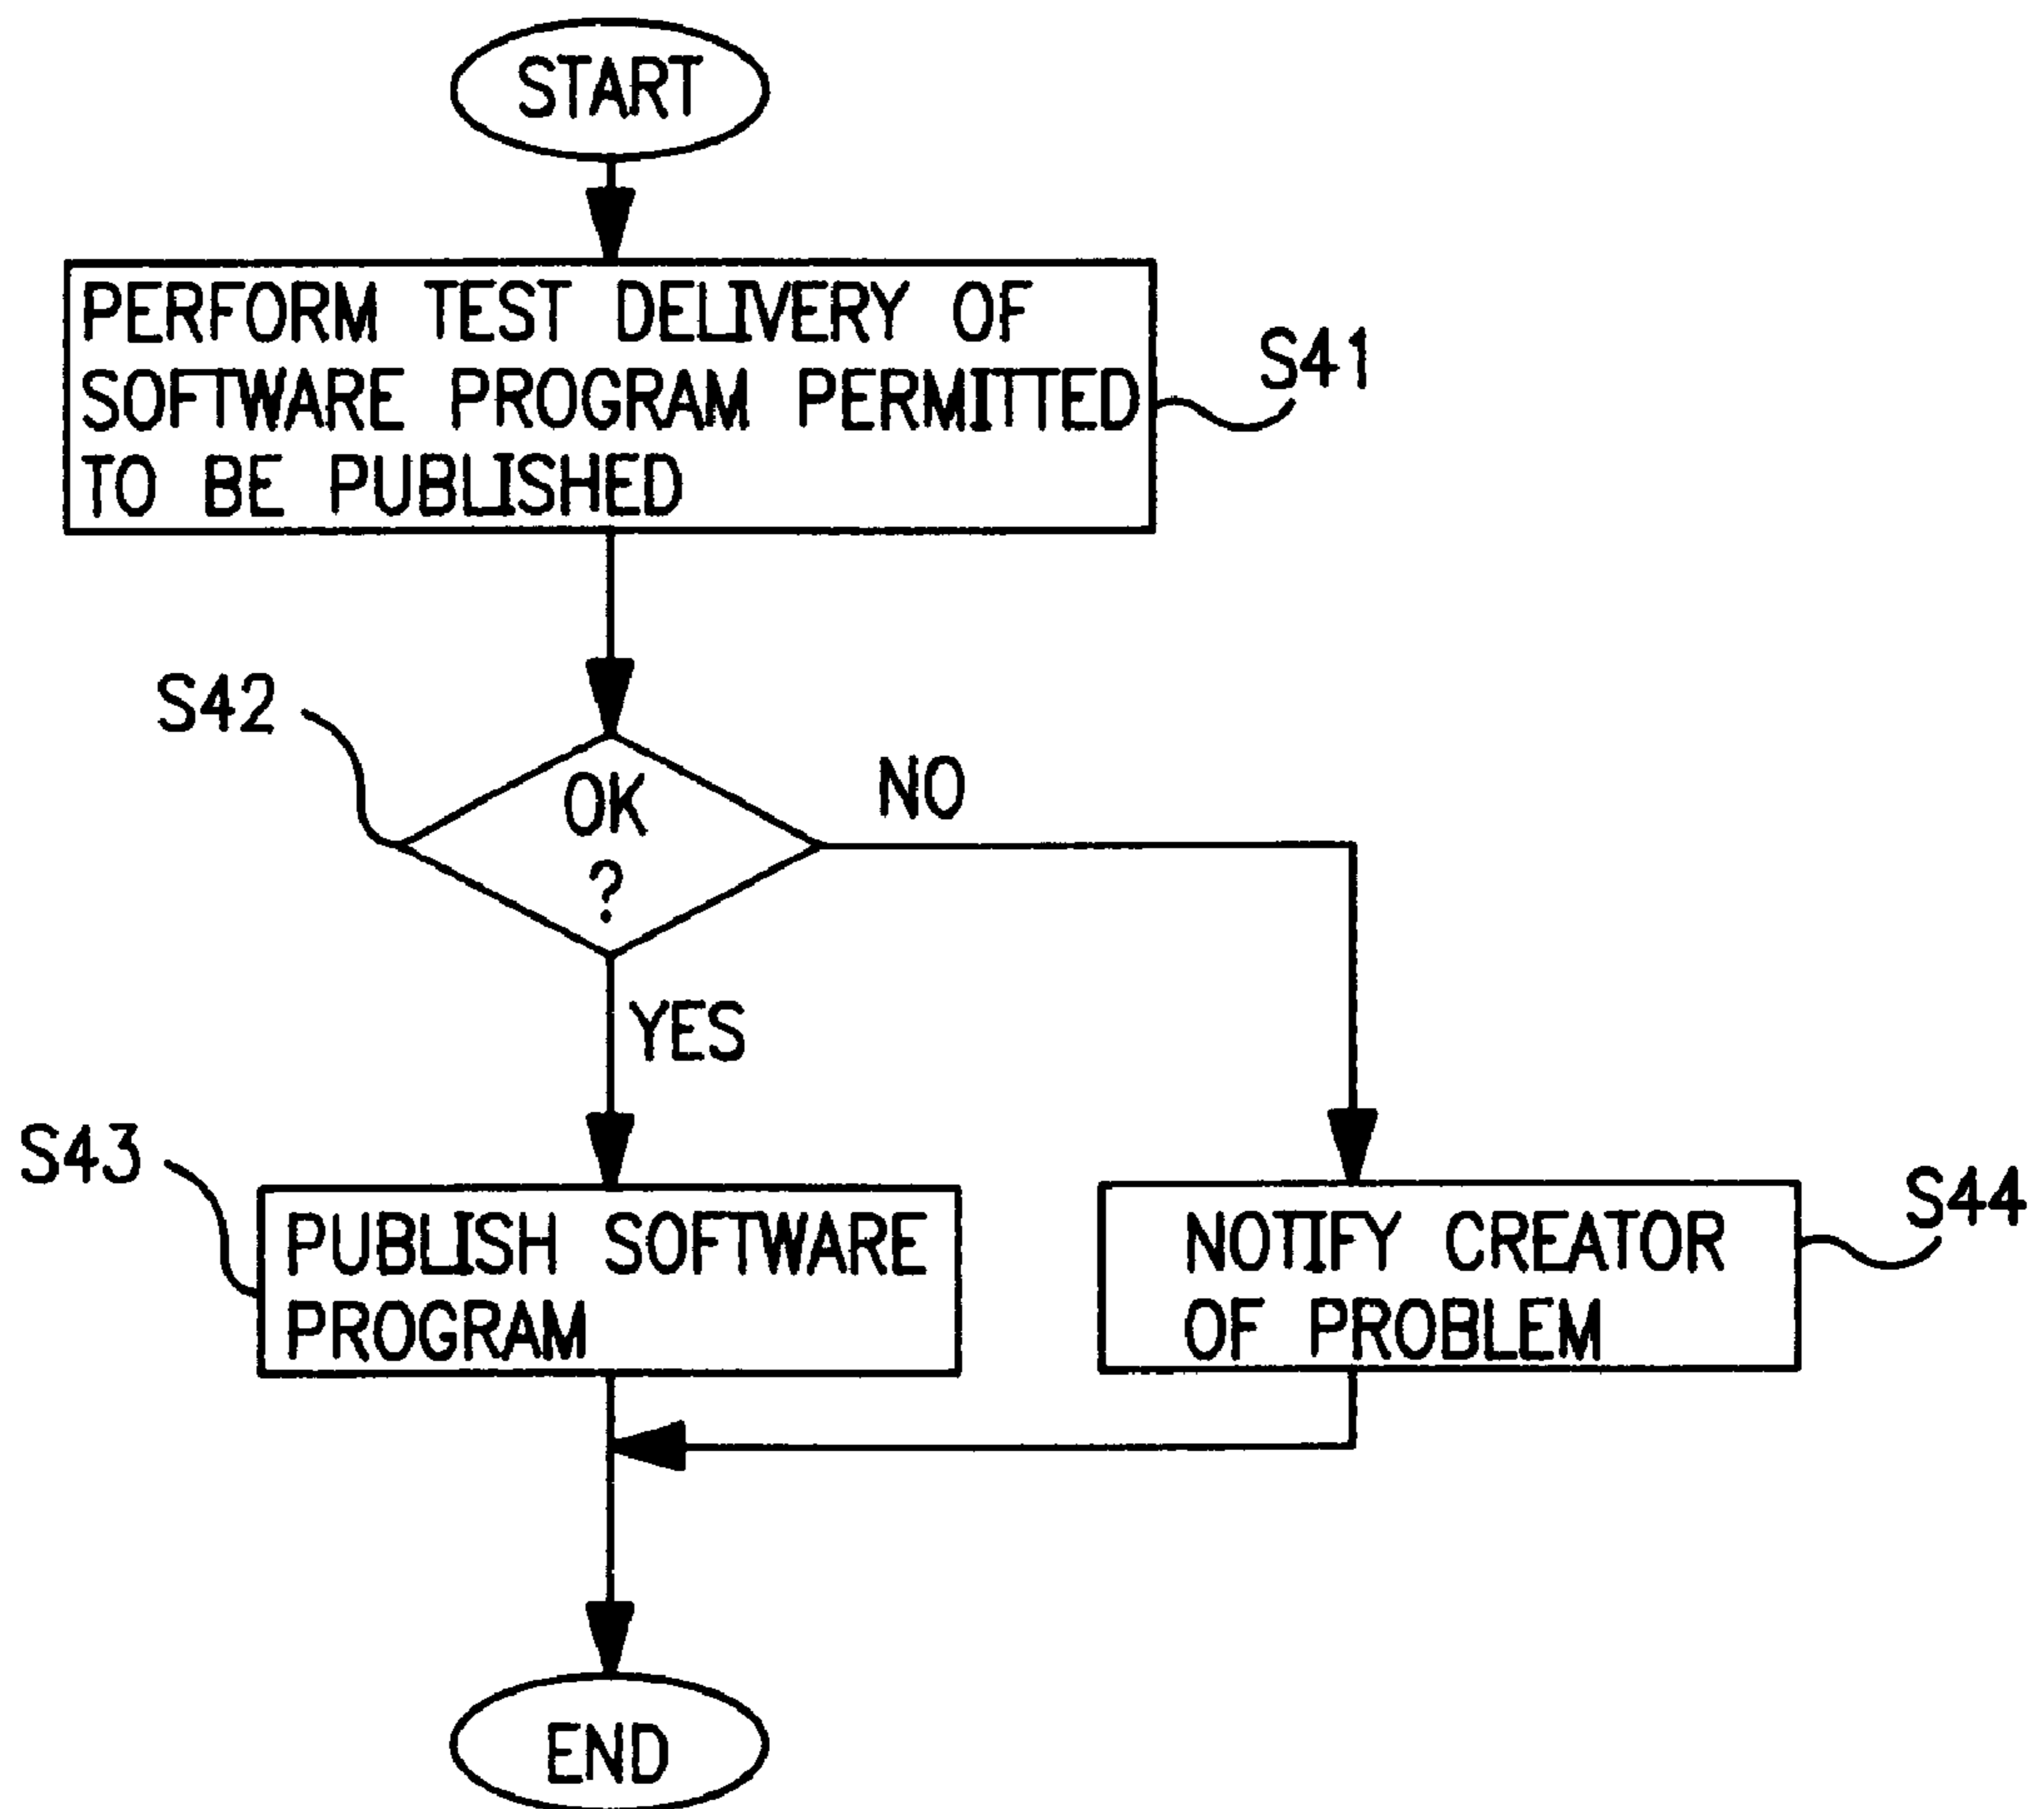 START
PERFORM TEST DELIVERY OF
SOFTWARE PROGRAM PERMITTED
TO BE PUBLISHED
S41
S42
OK
?
NO
YES
S43
PUBLISH SOFTWARE
PROGRAM
NOTIFY CREATOR
OF PROBLEM
S44
END